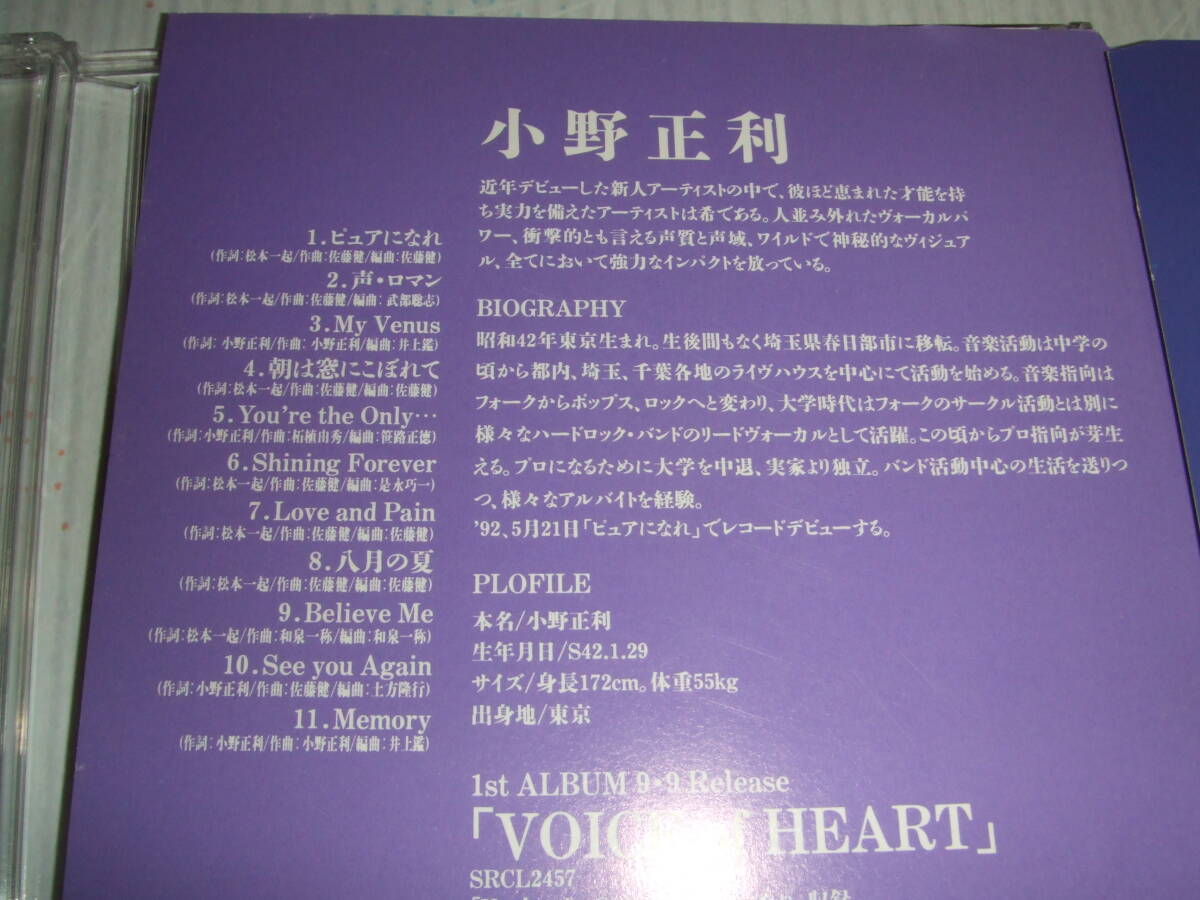 小野正利
近年デビューした新人アーティストの中で、彼ほど恵まれた才能を持
ち実力を備えたアーティストは希である。人並み外れたヴォーカルパ
ワー、衝撃的とも言える声質と声域、ワイルドで神秘的なヴィジュア
ル、全てにおいて強力なインパクトを放っている。
1.ピュアになれ
(作詞:松本一起/作曲:佐藤健/編曲:佐藤健)
2.声・ロマン
(作詞:松本一起/作曲:佐藤健/編曲:武部聡志)
3.My Venus
(作詞:小野正利/作曲:小野正利/編曲:井上鑑)
4.朝は窓にこぼれて
(作詞:松本一起/作曲:佐藤健/編曲:佐藤健)
5.You're the Only…
(作詞:小野正利/作曲:柘植由秀/編曲:笹路正徳)
6.Shining Forever
(作詞:松本一起/作曲:佐藤健/編曲:是永巧一)
7.Love and Pain
(作詞:松本一起/作曲:佐藤健/編曲:佐藤健)
8.八月の夏
(作詞:松本一起/作曲:佐藤健/編曲:佐藤健)
9.Believe Me
(作詞:松本一起/作曲:和泉一称/編曲:和泉一称)
10.See you Again
(作詞:小野正利/作曲:佐藤健/編曲:土方隆行)
11.Memory
(作詞:小野正利/作曲:小野正利/編曲:井上鑑)
BIOGRAPHY
昭和42年東京生まれ。生後間もなく埼玉県春日部市に移転。音楽活動は中学の
頃から都内、埼玉、千葉各地のライヴハウスを中心にて活動を始める。音楽指向は
フォークからポップス、ロックへと変わり、大学時代はフォークのサークル活動とは別に
様々なハードロック・バンドのリードヴォーカルとして活躍。この頃からプロ指向が芽生
える。プロになるために大学を中退、実家より独立。バンド活動中心の生活を送りつ
つ、様々なアルバイトを経験。
'92、5月21日「ピュアになれ」でレコードデビューする。
PLOFILE
本名/小野正利
生年月日/S42.1.29
サイズ/身長172cm。体重55kg
出身地/東京
1st ALBUM 9・9 Release
「VOICE of HEART」
SRCL2457